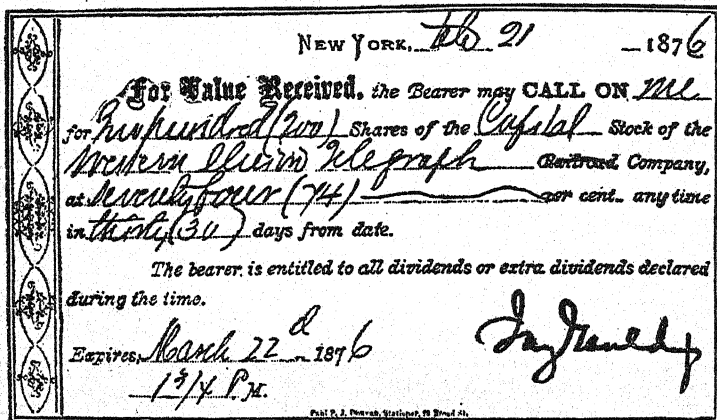 NEW YORK, Feb 21 1876
For Value Received, the Bearer may CALL ON me
for Two hundred (200) Shares of the Capital Stock of the
Western Union Telegraph Railroad Company,
at Seventy four (74) per cent. any time
in thirty (30) days from date.
The bearer is entitled to all dividends or extra dividends declared
during the time.
Expires, March 22d 1876
1 3/4 P.M.
Jay Gould
Stationer,